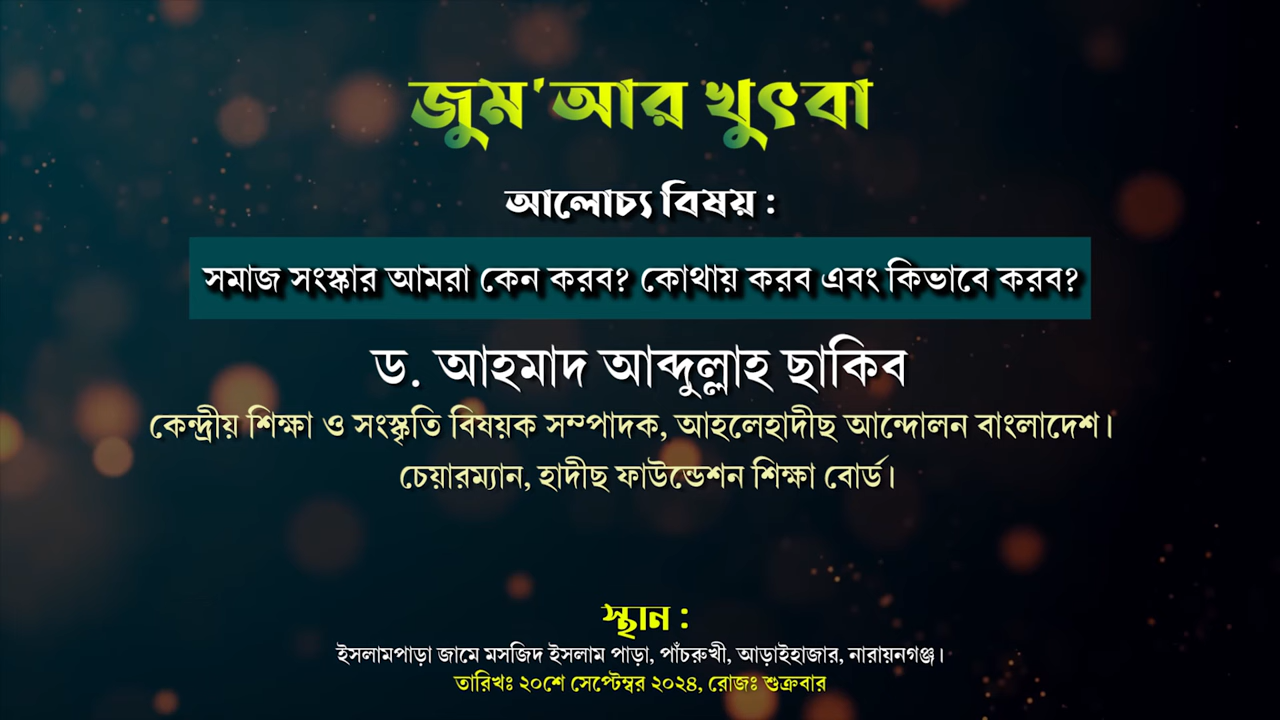 জুম'আর খুৎবা
আলোচ্য বিষয় :
সমাজ সংস্কার আমরা কেন করব? কোথায় করব এবং কিভাবে করব?
ড. আহমাদ আব্দুল্লাহ ছাকিব
কেন্দ্রীয় শিক্ষা ও সংস্কৃতি বিষয়ক সম্পাদক, আহলেহাদীছ আন্দোলন বাংলাদেশ।
চেয়ারম্যান, হাদীছ ফাউন্ডেশন শিক্ষা বোর্ড।
স্থান :
ইসলামপাড়া জামে মসজিদ ইসলাম পাড়া, পাঁচরুখী, আড়াইহাজার, নারায়নগঞ্জ।
তারিখঃ ২০শে সেপ্টেম্বর ২০২৪, রোজঃ শুক্রবার